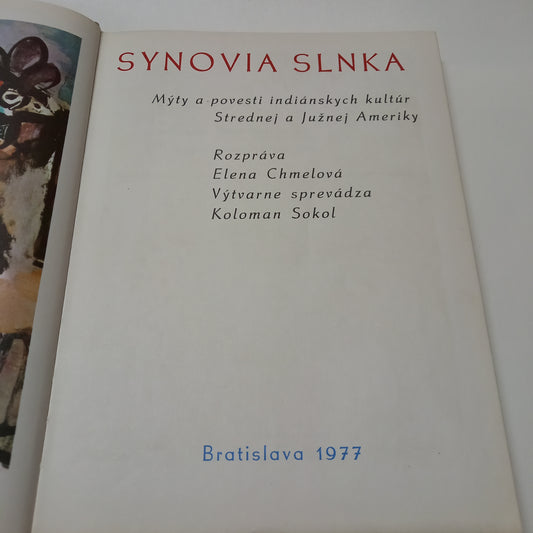 SYNOVIA SLNKA
Mýty a povesti indiánskych kultúr
Strednej a Južnej Ameriky
Rozpráva
Elena Chmelová
Výtvarne sprevádza
Koloman Sokol
Bratislava 1977